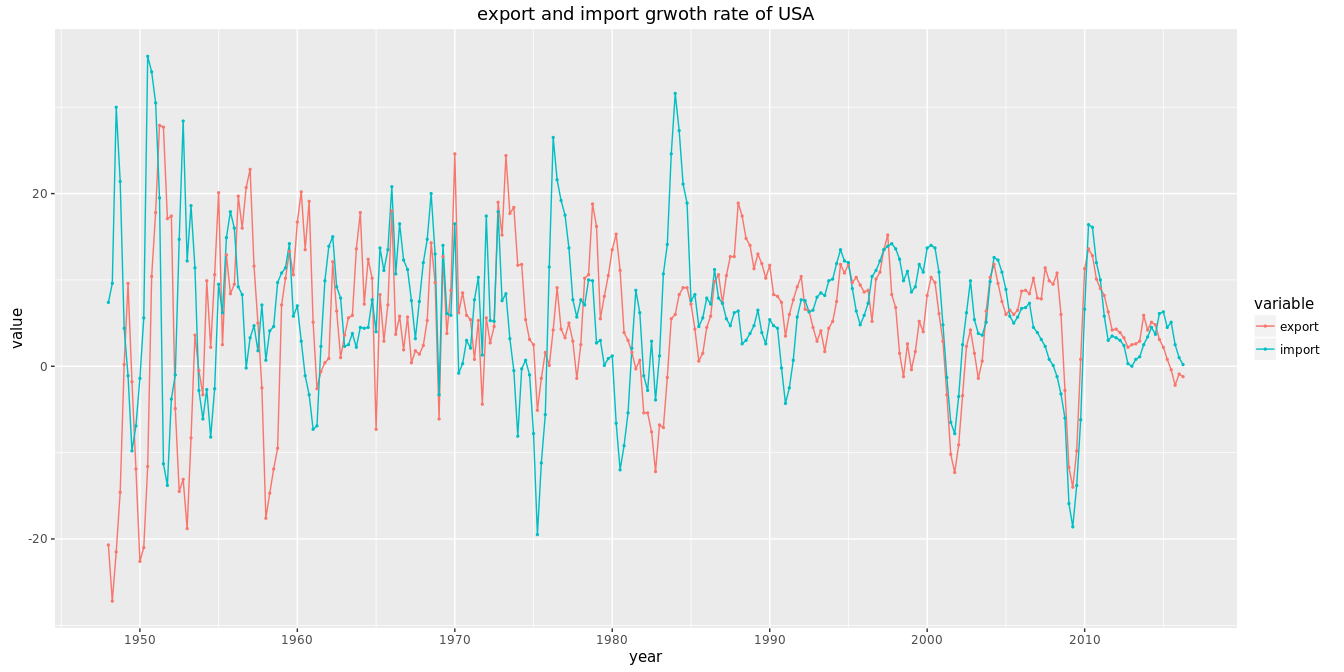 export and import grwoth rate of USA
value
20
0
-20
1950 1960 1970 1980 1990 2000 2010
year
variable
export
import